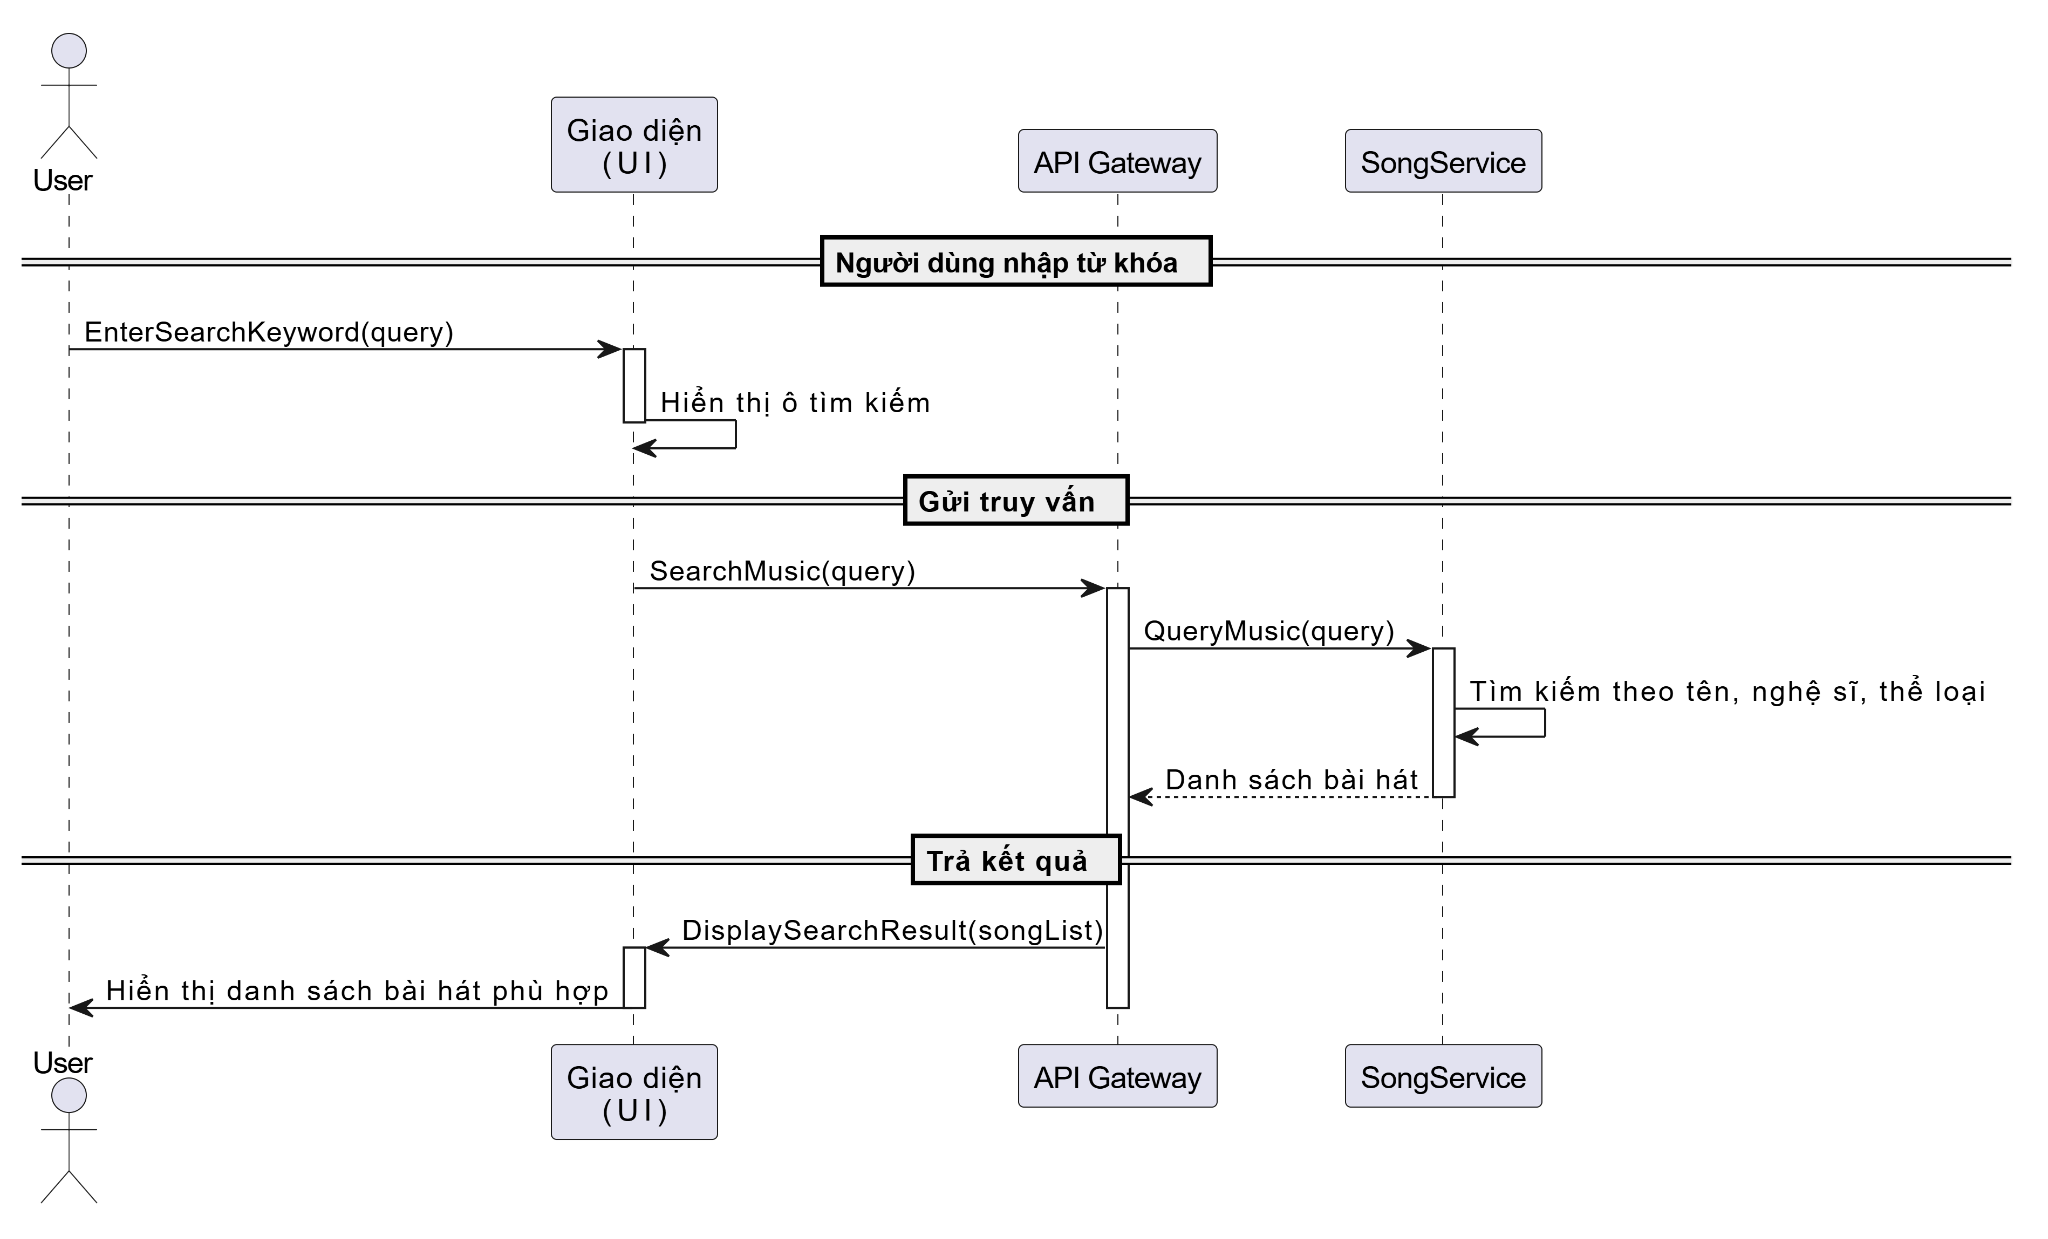 User
Giao diện
(UI)
API Gateway
SongService
Người dùng nhập từ khóa
EnterSearchKeyword(query)
Hiển thị ô tìm kiếm
Gửi truy vấn
SearchMusic(query)
QueryMusic(query)
Tìm kiếm theo tên, nghệ sĩ, thể loại
Danh sách bài hát
Trả kết quả
DisplaySearchResult(songList)
Hiển thị danh sách bài hát phù hợp
User
Giao diện
(UI)
API Gateway
SongService